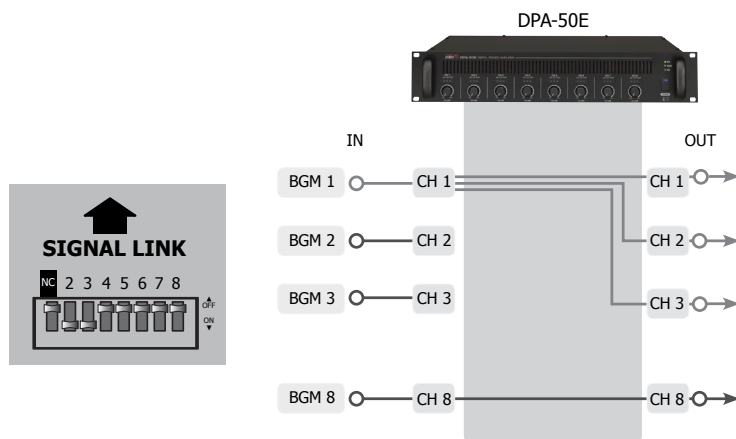 DPA-50E
IN OUT
BGM 1 CH 1 CH 1
BGM 2 CH 2 CH 2
BGM 3 CH 3 CH 3
BGM 8 CH 8 CH 8
SIGNAL LINK
NC 2 3 4 5 6 7 8
OFF
ON